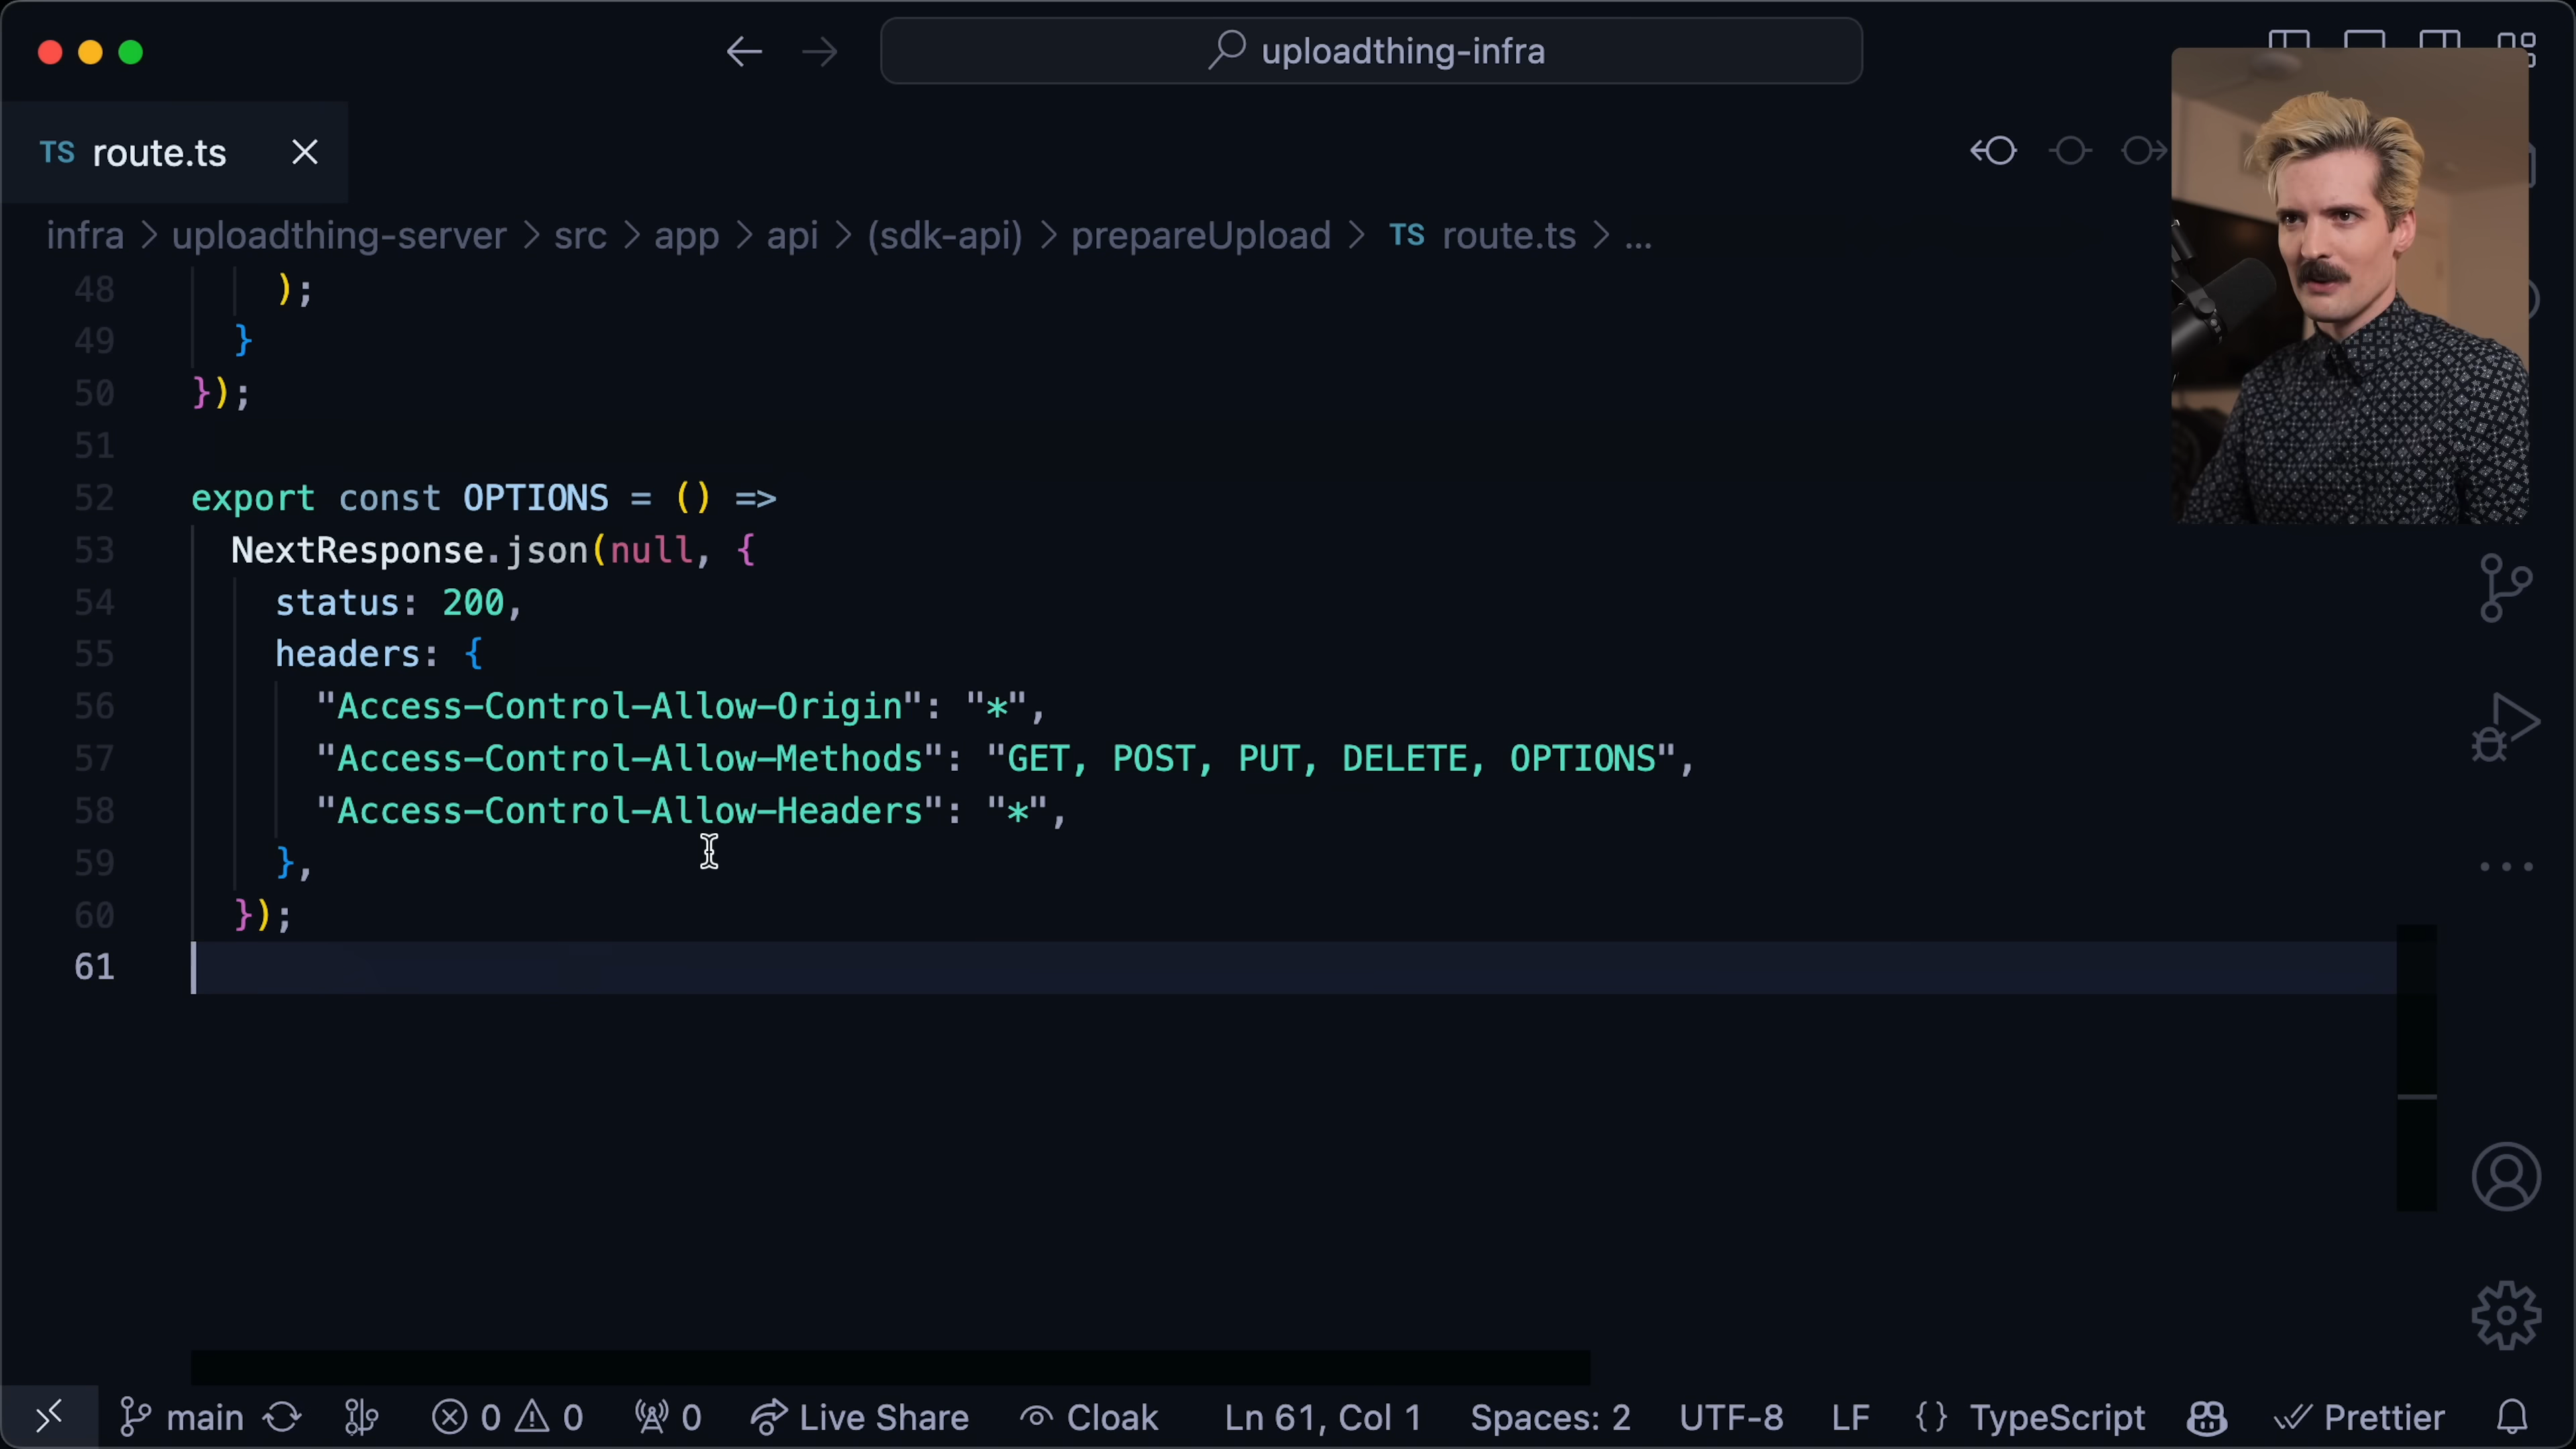 uploadthing-infra
TS route.ts
infra > uploadthing-server > src > app > api > (sdk-api) > prepareUpload > TS route.ts > ...
48 );
49 }
50 });
51
52 export const OPTIONS = () =>
53 NextResponse.json(null, {
54 status: 200,
55 headers: {
56 "Access-Control-Allow-Origin": "*",
57 "Access-Control-Allow-Methods": "GET, POST, PUT, DELETE, OPTIONS",
58 "Access-Control-Allow-Headers": "*",
59 },
60 });
61
main 0 0 0 Live Share Cloak Ln 61, Col 1 Spaces: 2 UTF-8 LF {} TypeScript Prettier